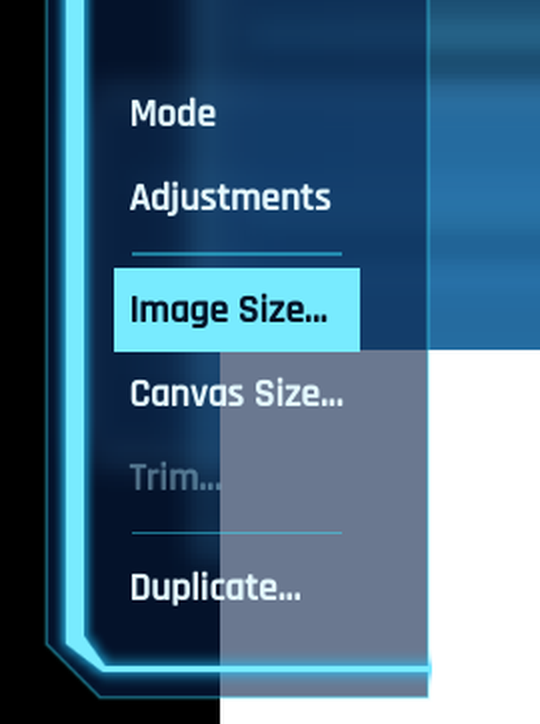 Mode
Adjustments
Image Size...
Canvas Size...
Trim...
Duplicate...